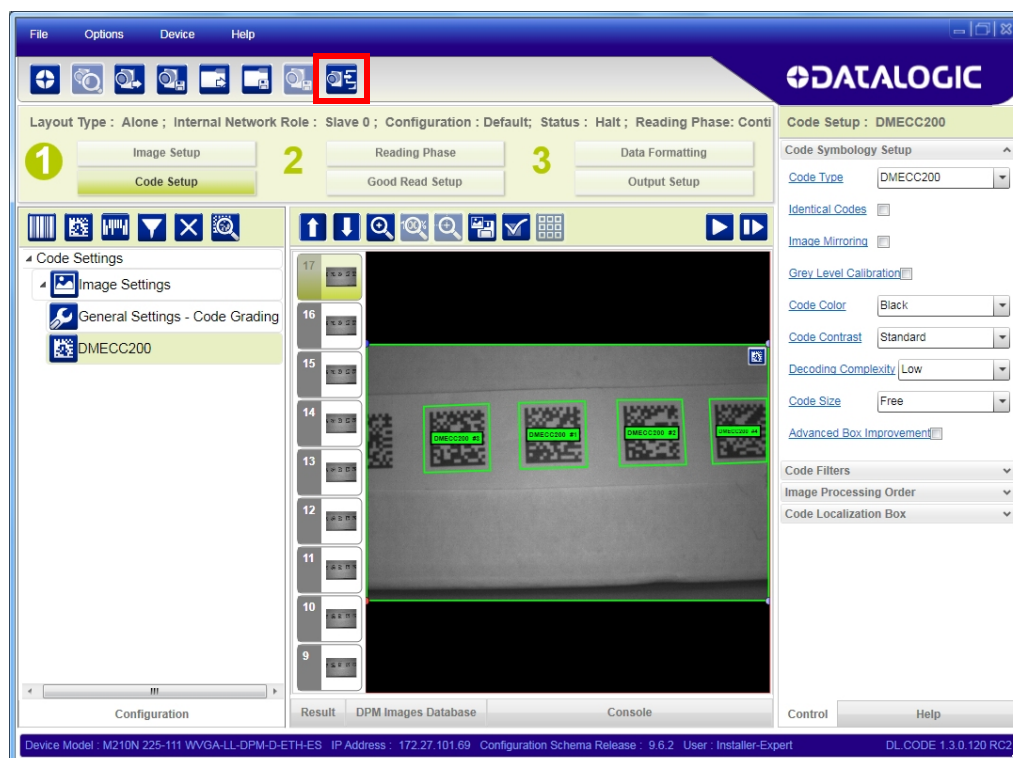 File Options Device Help
DATALOGIC
Layout Type : Alone ; Internal Network Role : Slave 0 ; Configuration : Default; Status : Halt ; Reading Phase: Conti
1
Image Setup
Code Setup
2
Reading Phase
Good Read Setup
3
Data Formatting
Output Setup
Code Settings
Image Settings
General Settings - Code Grading
DMECC200
Configuration
17
16
15
14
13
12
11
10
9
DMECC200 #1
DMECC200 #2
DMECC200 #4
Result DPM Images Database Console
Code Setup : DMECC200
Code Symbology Setup
Code Type DMECC200
Identical Codes
Image Mirroring
Grey Level Calibration
Code Color Black
Code Contrast Standard
Decoding Complexity Low
Code Size Free
Advanced Box Improvement
Code Filters
Image Processing Order
Code Localization Box
Control Help
Device Model : M210N 225-111 WVGA-LL-DPM-D-ETH-ES IP Address : 172.27.101.69 Configuration Schema Release : 9.6.2 User : Installer-Expert DL.CODE 1.3.0.120 RC2